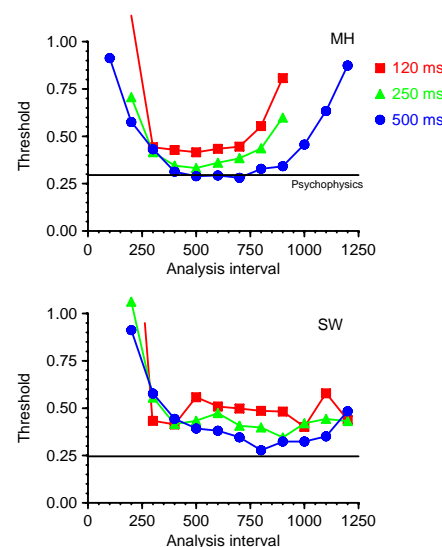 MH
1.00
0.75
0.50
0.25
0.00
Threshold
Psychophysics
0 250 500 750 1000 1250
Analysis interval
120 ms
250 ms
500 ms
SW
1.00
0.75
0.50
0.25
0.00
Threshold
0 250 500 750 1000 1250
Analysis interval